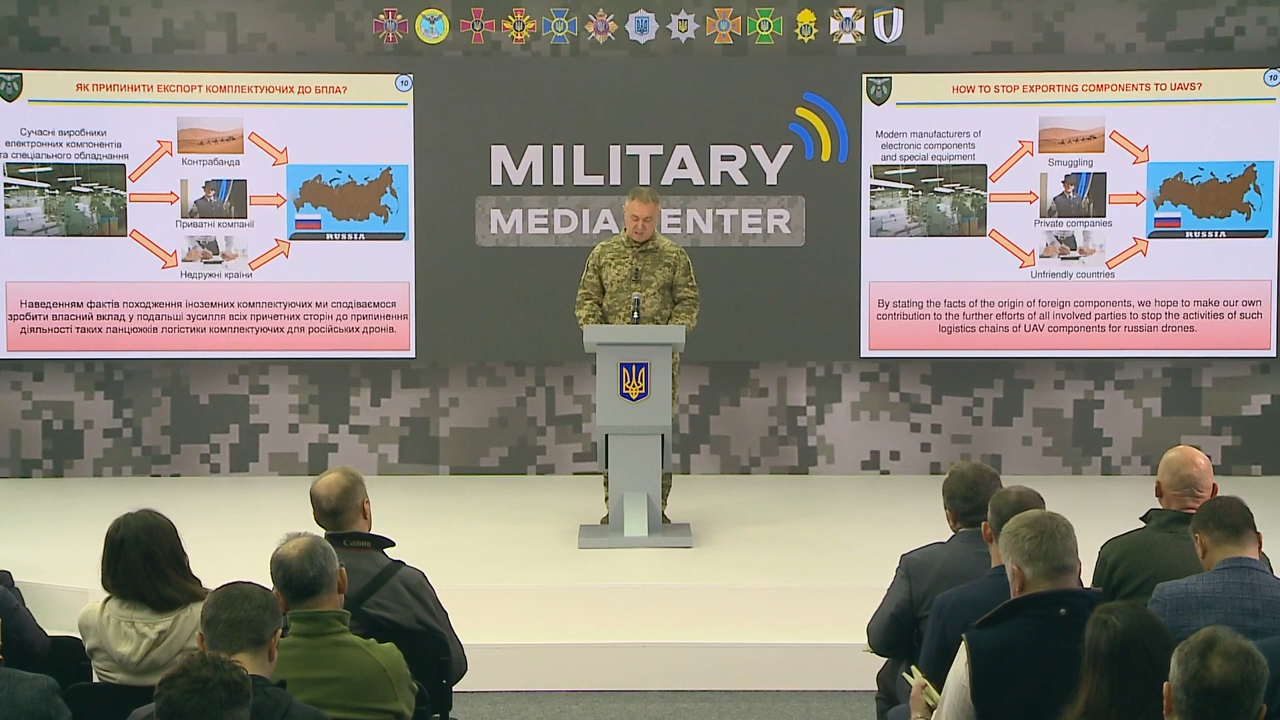 ЯК ПРИПИНИТИ ЕКСПОРТ КОМПЛЕКТУЮЧИХ ДО БПЛА?
10
Сучасні виробники
електронних компонентів
та спеціального обладнання
Контрабанда
Приватні компанії
Недружні країни
RUSSIA
Наведенням фактів походження іноземних комплектуючих ми сподіваємося
зробити власний вклад у подальші зусилля всіх причетних сторін до припинення
діяльності таких ланцюжків логістики комплектуючих для російських дронів.
MILITARY
MEDIA CENTER
HOW TO STOP EXPORTING COMPONENTS TO UAVS?
10
Modern manufacturers of
electronic components
and special equipment
Smuggling
Private companies
Unfriendly countries
RUSSIA
By stating the facts of the origin of foreign components, we hope to make our own
contribution to the further efforts of all involved parties to stop the activities of such
logistics chains of UAV components for russian drones.
Canon